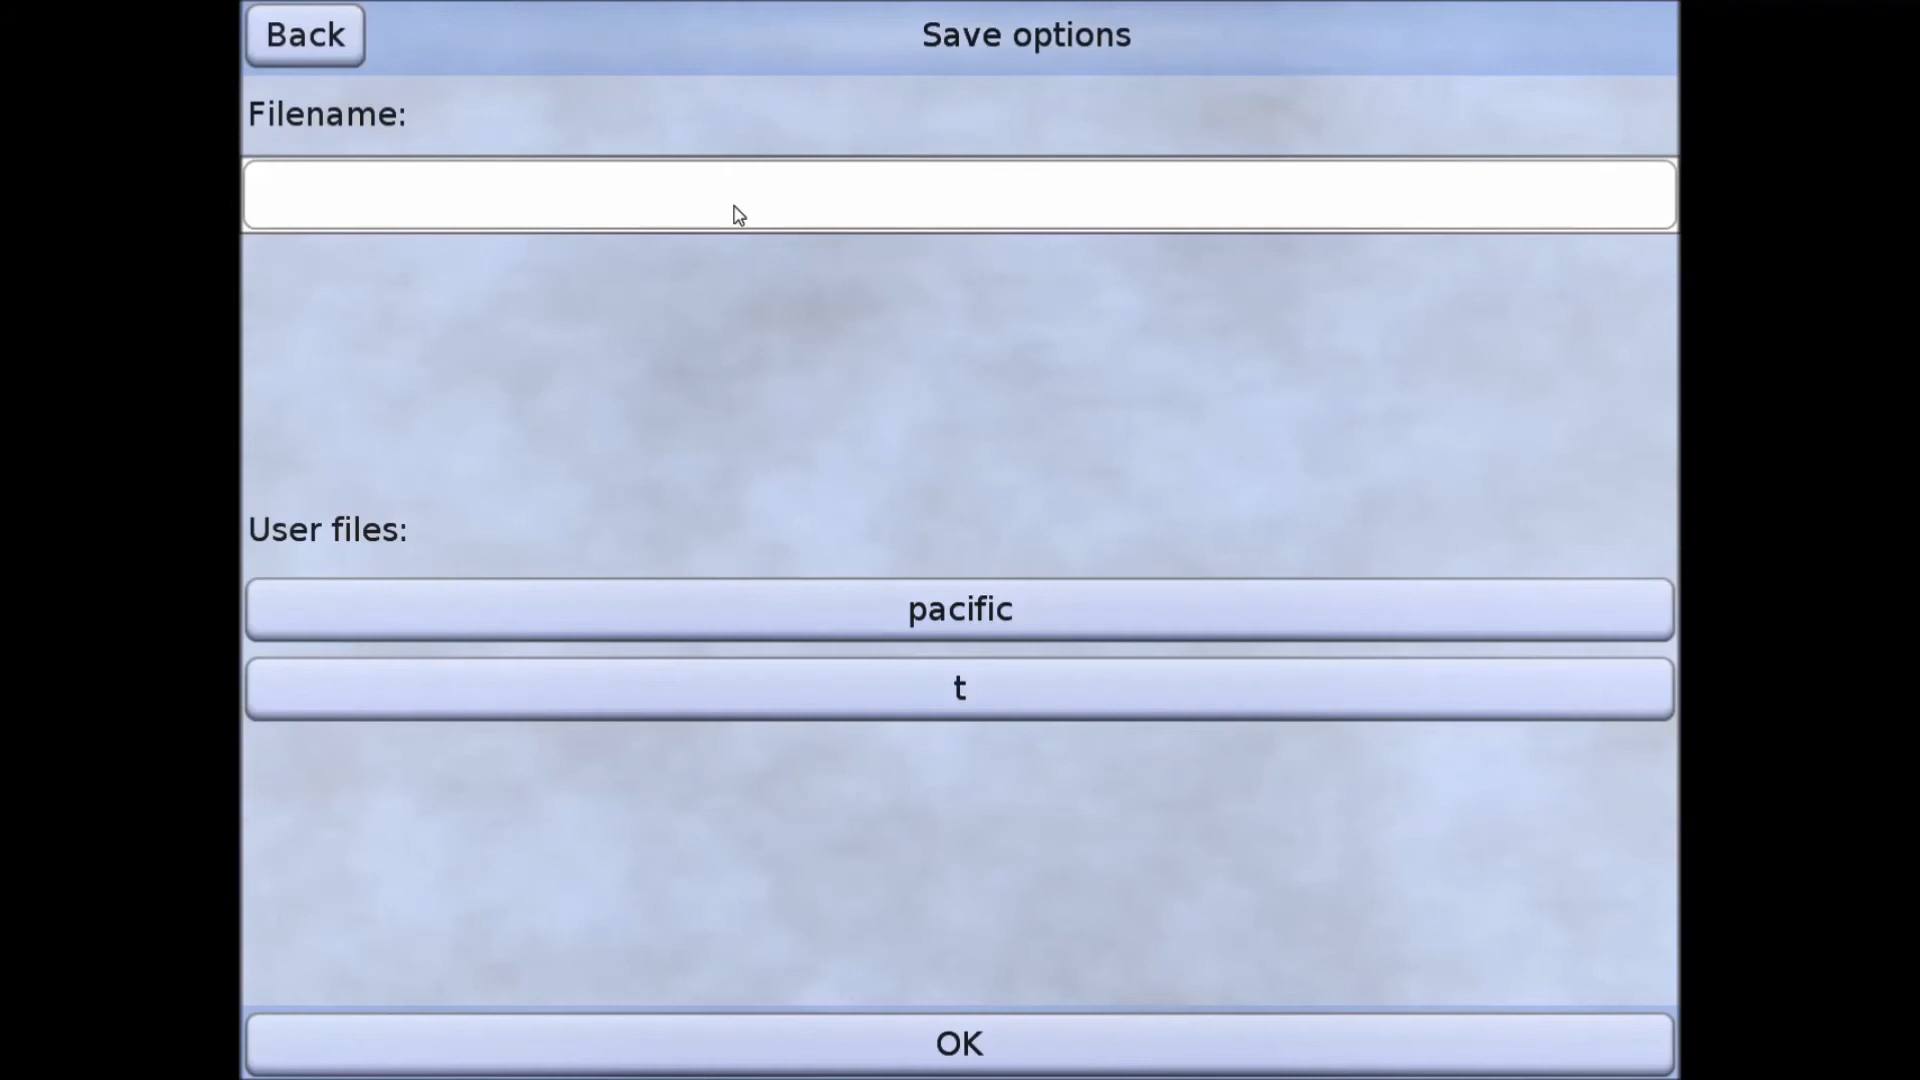 Back
Save options
Filename:
User files:
pacific
t
OK